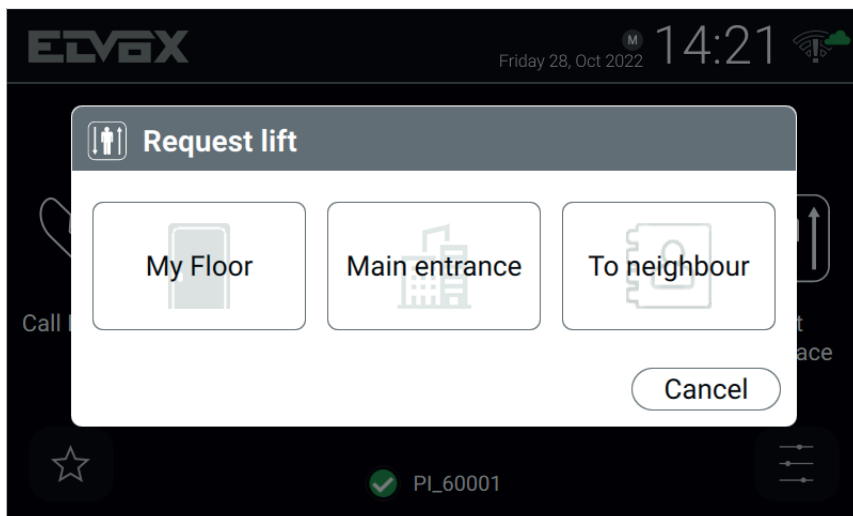 ELVOX
M
Friday 28, Oct 2022
14:21
Request lift
My Floor
Main entrance
To neighbour
Call
ace
Cancel
PI_60001